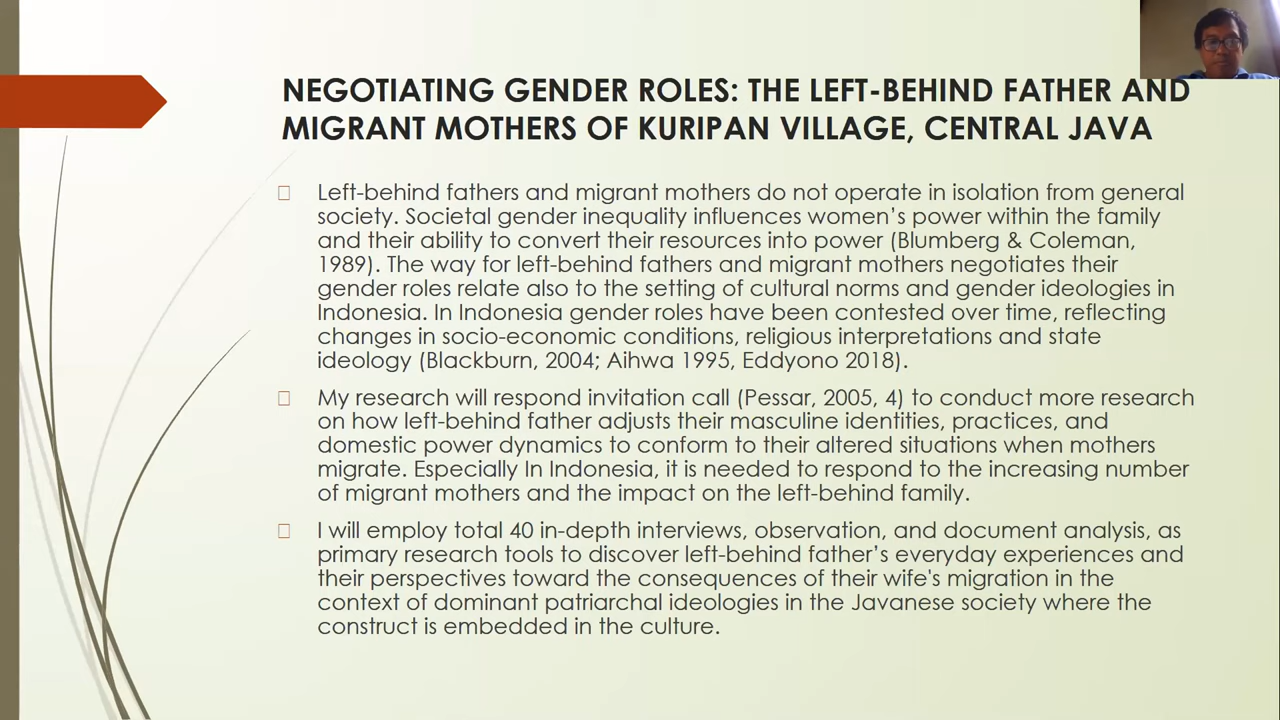 NEGOTIATING GENDER ROLES: THE LEFT-BEHIND FATHER AND
MIGRANT MOTHERS OF KURIPAN VILLAGE, CENTRAL JAVA
Left-behind fathers and migrant mothers do not operate in isolation from general
society. Societal gender inequality influences women's power within the family
and their ability to convert their resources into power (Blumberg & Coleman,
1989). The way for left-behind fathers and migrant mothers negotiates their
gender roles relate also to the setting of cultural norms and gender ideologies in
Indonesia. In Indonesia gender roles have been contested over time, reflecting
changes in socio-economic conditions, religious interpretations and state
ideology (Blackburn, 2004; Aihwa 1995, Eddyono 2018).
My research will respond invitation call (Pessar, 2005, 4) to conduct more research
on how left-behind father adjusts their masculine identities, practices, and
domestic power dynamics to conform to their altered situations when mothers
migrate. Especially In Indonesia, it is needed to respond to the increasing number
of migrant mothers and the impact on the left-behind family.
I will employ total 40 in-depth interviews, observation, and document analysis, as
primary research tools to discover left-behind father's everyday experiences and
their perspectives toward the consequences of their wife's migration in the
context of dominant patriarchal ideologies in the Javanese society where the
construct is embedded in the culture.